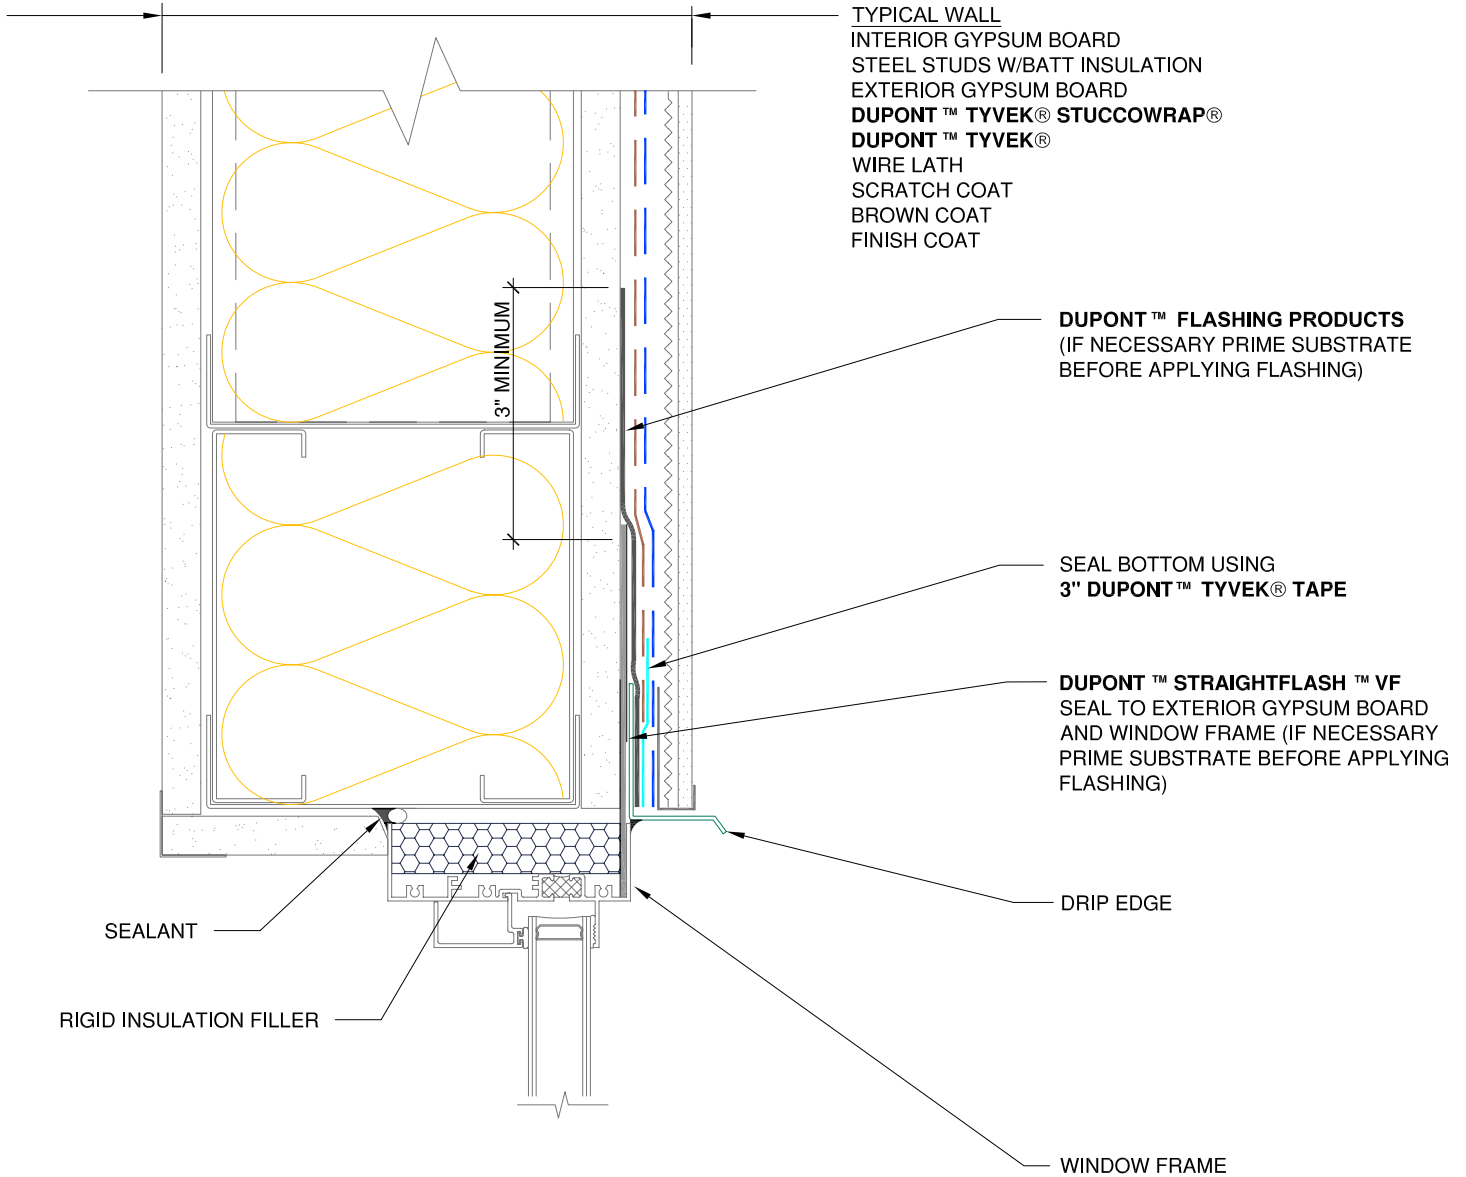 TYPICAL WALL
INTERIOR GYPSUM BOARD
STEEL STUDS W/BATT INSULATION
EXTERIOR GYPSUM BOARD
DUPONT ™ TYVEK® STUCCOWRAP®
DUPONT ™ TYVEK®
WIRE LATH
SCRATCH COAT
BROWN COAT
FINISH COAT
3" MINIMUM
DUPONT ™ FLASHING PRODUCTS
(IF NECESSARY PRIME SUBSTRATE
BEFORE APPLYING FLASHING)
SEAL BOTTOM USING
3" DUPONT™ TYVEK® TAPE
DUPONT ™ STRAIGHTFLASH ™ VF
SEAL TO EXTERIOR GYPSUM BOARD
AND WINDOW FRAME (IF NECESSARY
PRIME SUBSTRATE BEFORE APPLYING
FLASHING)
DRIP EDGE
SEALANT
RIGID INSULATION FILLER
WINDOW FRAME